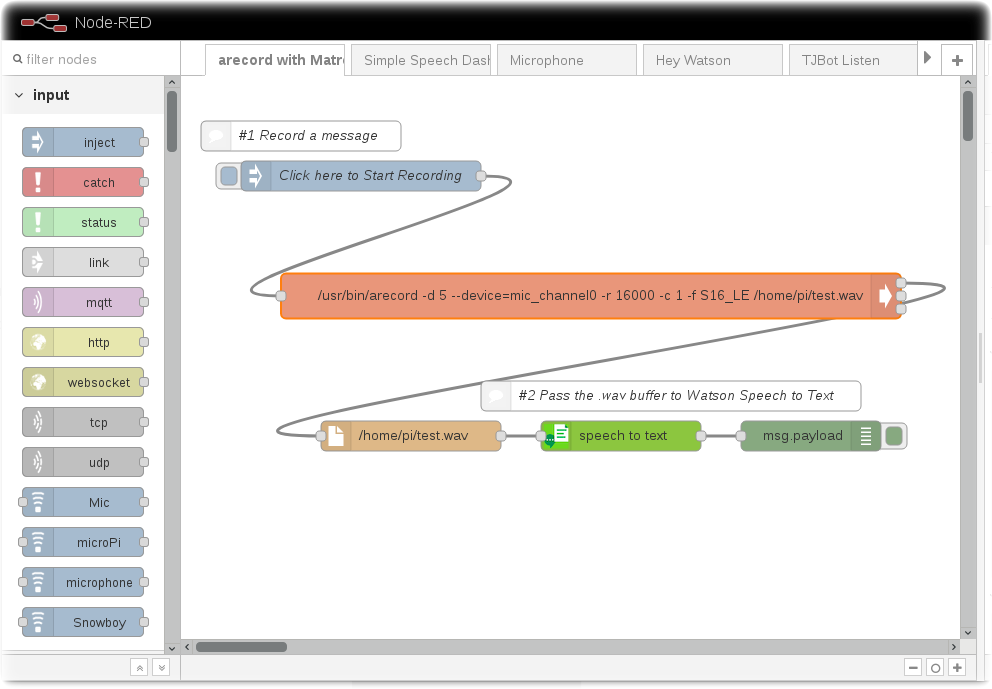 Node-RED
filter nodes
arecord with Matr
Simple Speech Dash
Microphone
Hey Watson
TJBot Listen
input
inject
catch
status
link
mqtt
http
websocket
tcp
udp
Mic
microPi
microphone
Snowboy
#1 Record a message
Click here to Start Recording
/usr/bin/arecord -d 5 --device=mic_channel0 -r 16000 -c 1 -f S16_LE /home/pi/test.wav
#2 Pass the .wav buffer to Watson Speech to Text
/home/pi/test.wav
speech to text
msg.payload